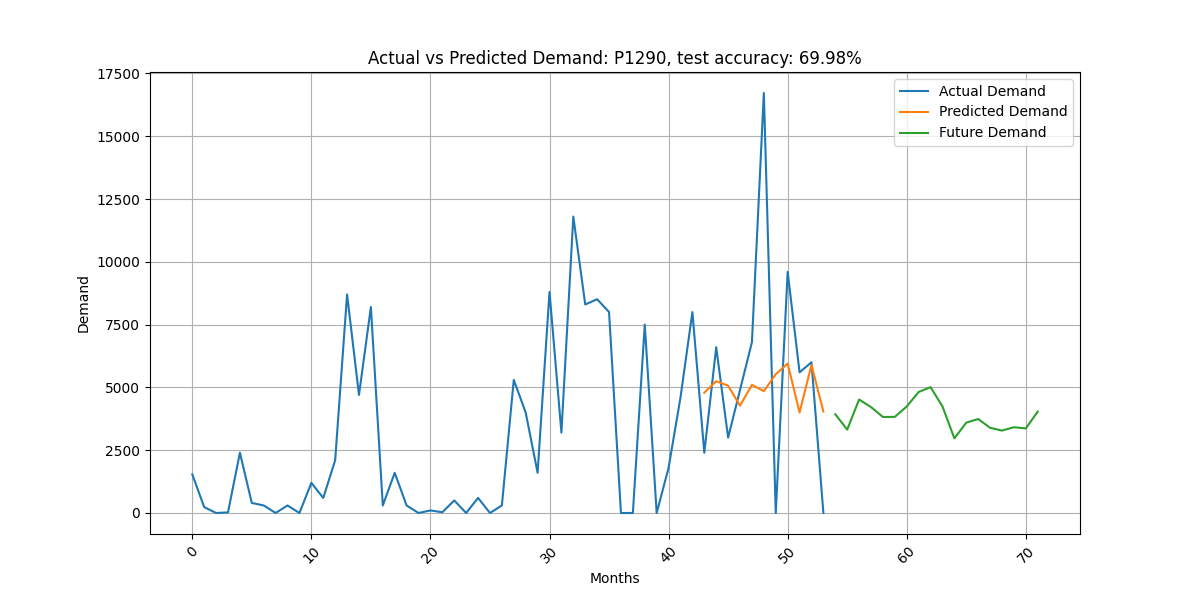 Actual vs Predicted Demand: P1290, test accuracy: 69.98%
17500
15000
12500
10000
7500
5000
2500
0
Demand
Actual Demand
Predicted Demand
Future Demand
0
10
20
30
40
50
60
70
Months